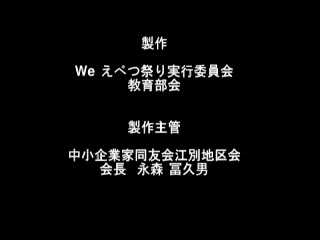 製作
We えべつ祭り実行委員会
教育部会
製作主管
中小企業家同友会江別地区会
会長 永森 冨久男